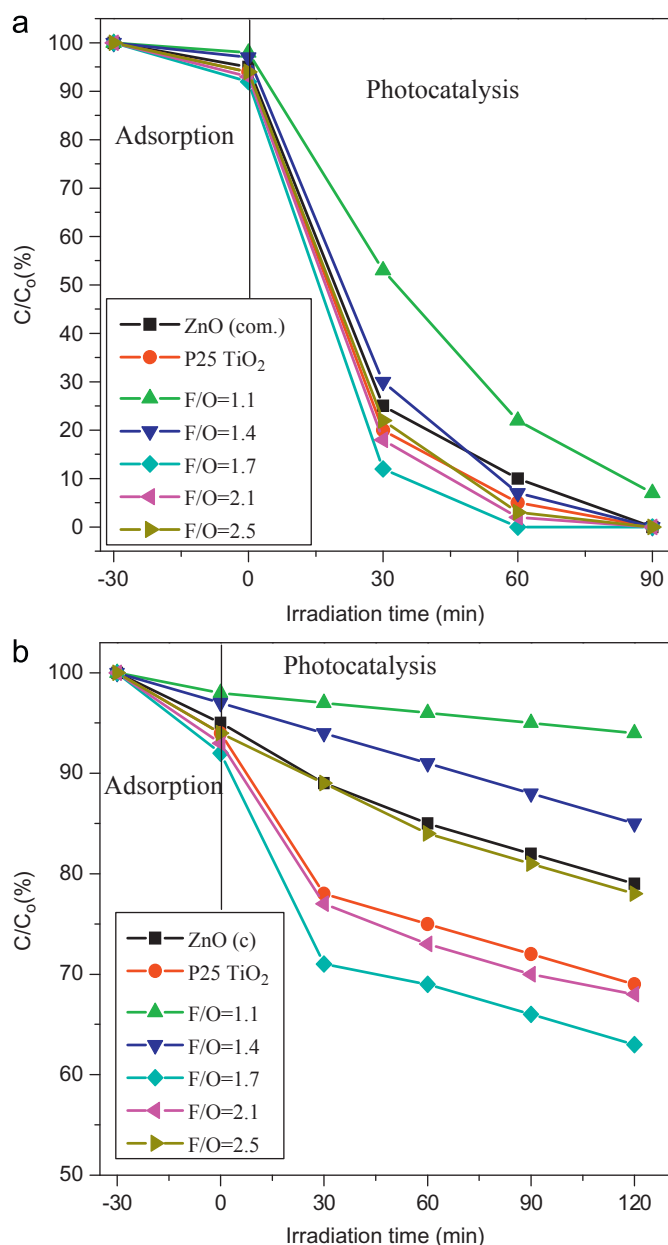 a
100
90
80
70
60
50
40
30
20
10
0
C/Co(%)
Adsorption
Photocatalysis
ZnO (com.)
P25 TiO2
F/O=1.1
F/O=1.4
F/O=1.7
F/O=2.1
F/O=2.5
-30
0
30
60
90
Irradiation time (min)
b
100
90
80
70
60
50
C/Co(%)
Photocatalysis
Adsorption
ZnO (c)
P25 TiO2
F/O=1.1
F/O=1.4
F/O=1.7
F/O=2.1
F/O=2.5
-30
0
30
60
90
120
Irradiation time (min)